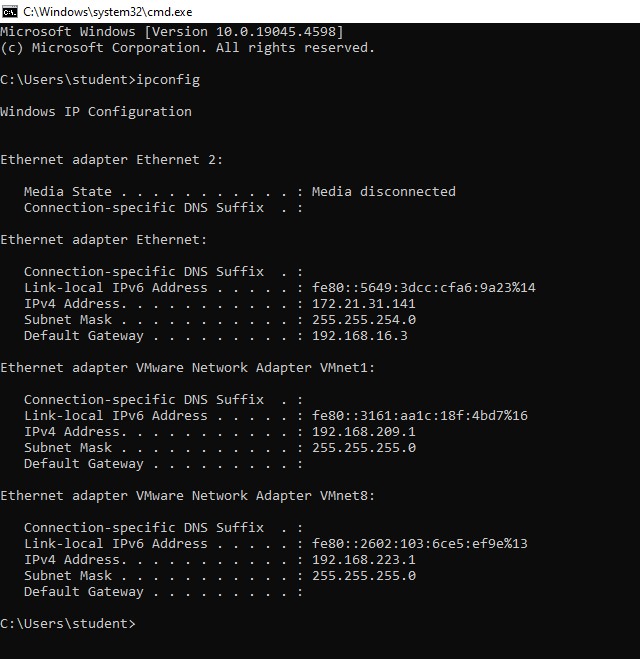 C:\Windows\system32\cmd.exe
Microsoft Windows [Version 10.0.19045.4598]
(c) Microsoft Corporation. All rights reserved.
C:\Users\student>ipconfig
Windows IP Configuration
Ethernet adapter Ethernet 2:
Media State . . . . . . . . . . . : Media disconnected
Connection-specific DNS Suffix  . :
Ethernet adapter Ethernet:
Connection-specific DNS Suffix  . :
Link-local IPv6 Address . . . . . : fe80::5649:3dcc:cfa6:9a23%14
IPv4 Address. . . . . . . . . . . : 172.21.31.141
Subnet Mask . . . . . . . . . . . : 255.255.254.0
Default Gateway . . . . . . . . . : 192.168.16.3
Ethernet adapter VMware Network Adapter VMnet1:
Connection-specific DNS Suffix  . :
Link-local IPv6 Address . . . . . : fe80::3161:aa1c:18f:4bd7%16
IPv4 Address. . . . . . . . . . . : 192.168.209.1
Subnet Mask . . . . . . . . . . . : 255.255.255.0
Default Gateway . . . . . . . . . :
Ethernet adapter VMware Network Adapter VMnet8:
Connection-specific DNS Suffix  . :
Link-local IPv6 Address . . . . . : fe80::2602:103:6ce5:ef9e%13
IPv4 Address. . . . . . . . . . . : 192.168.223.1
Subnet Mask . . . . . . . . . . . : 255.255.255.0
Default Gateway . . . . . . . . . :
C:\Users\student>